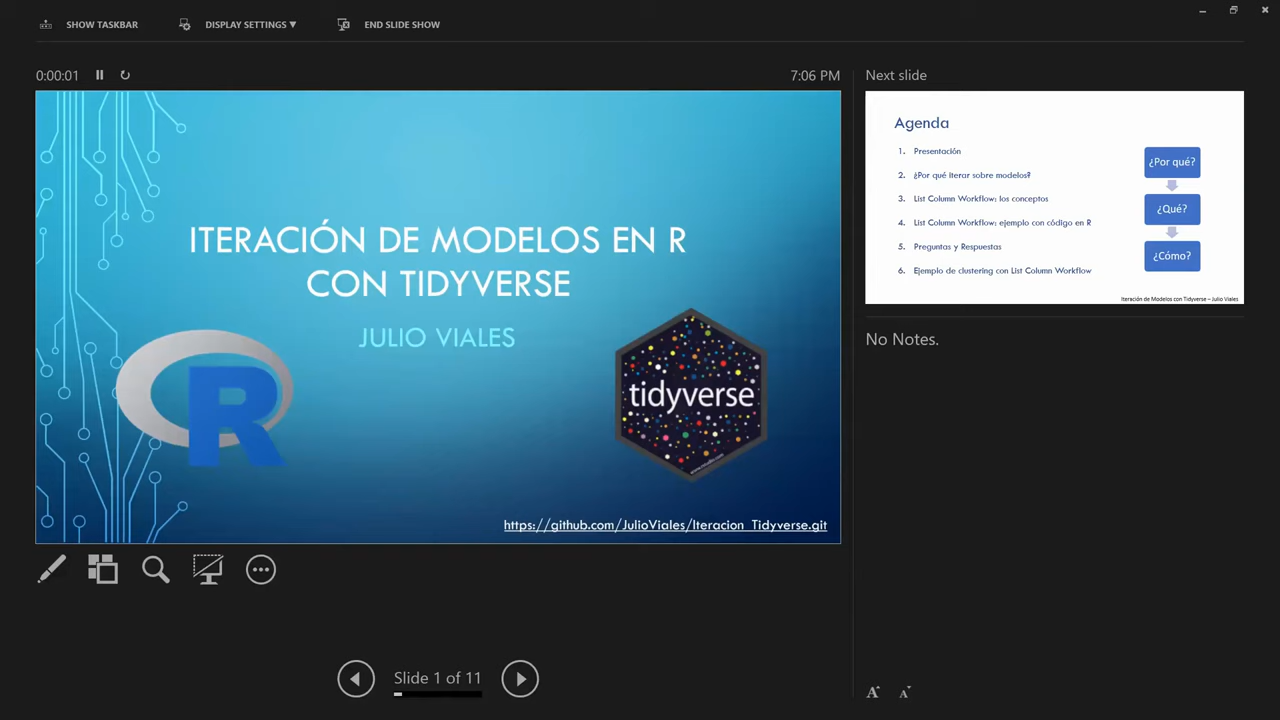 SHOW TASKBAR
DISPLAY SETTINGS ▼
END SLIDE SHOW
0:00:01
7:06 PM
ITERACIÓN DE MODELOS EN R
CON TIDYVERSE
JULIO VIALES
R
tidyverse
https://github.com/JulioViales/Iteracion_Tidyverse.git
Slide 1 of 11
Next slide
Agenda
1. Presentación
2. ¿Por qué iterar sobre modelos?
3. List Column Workflow: los conceptos
4. List Column Workflow: ejemplo con código en R
5. Preguntas y Respuestas
6. Ejemplo de clustering con List Column Workflow
¿Por qué?
¿Qué?
¿Cómo?
Iteración de Modelos con Tidyverse – Julio Viales
No Notes.
A
A